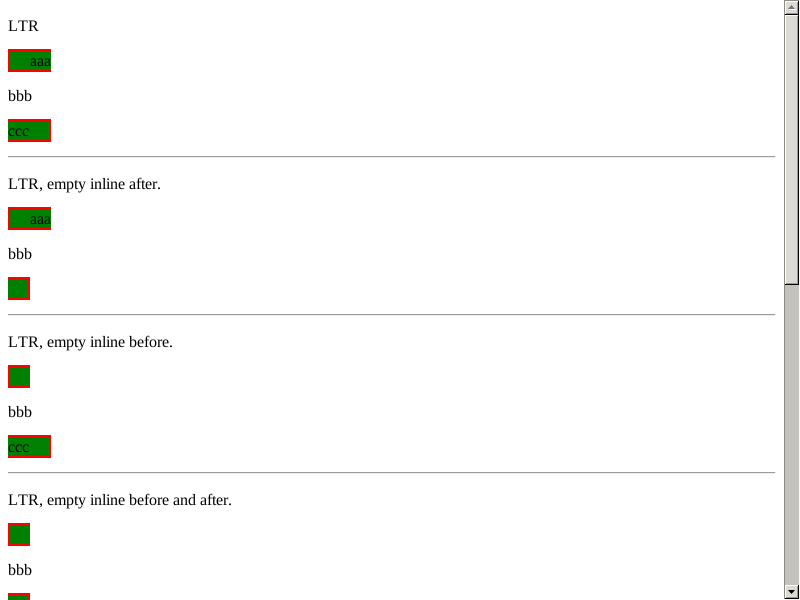 LTR
aaa
bbb
ccc
LTR, empty inline after.
aaa
bbb
LTR, empty inline before.
bbb
ccc
LTR, empty inline before and after.
bbb